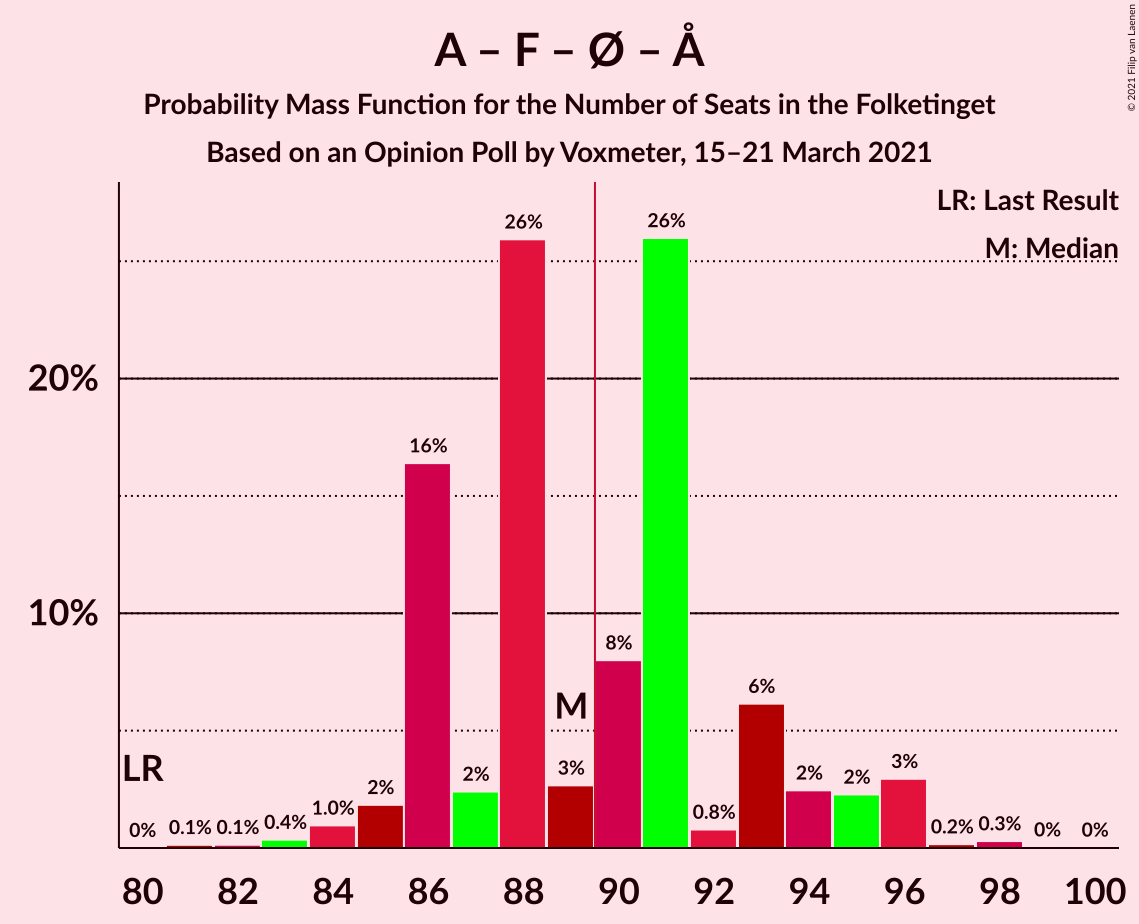 A – F – Ø – Å
Probability Mass Function for the Number of Seats in the Folketinget
Based on an Opinion Poll by Voxmeter, 15–21 March 2021
© 2021 Filip van Laenen
LR: Last Result
M: Median
20%
10%
LR
M
0%
0.1%
0.1%
0.4%
1.0%
2%
16%
2%
26%
3%
8%
26%
0.8%
6%
2%
2%
3%
0.2%
0.3%
0%
0%
80 82 84 86 88 90 92 94 96 98 100